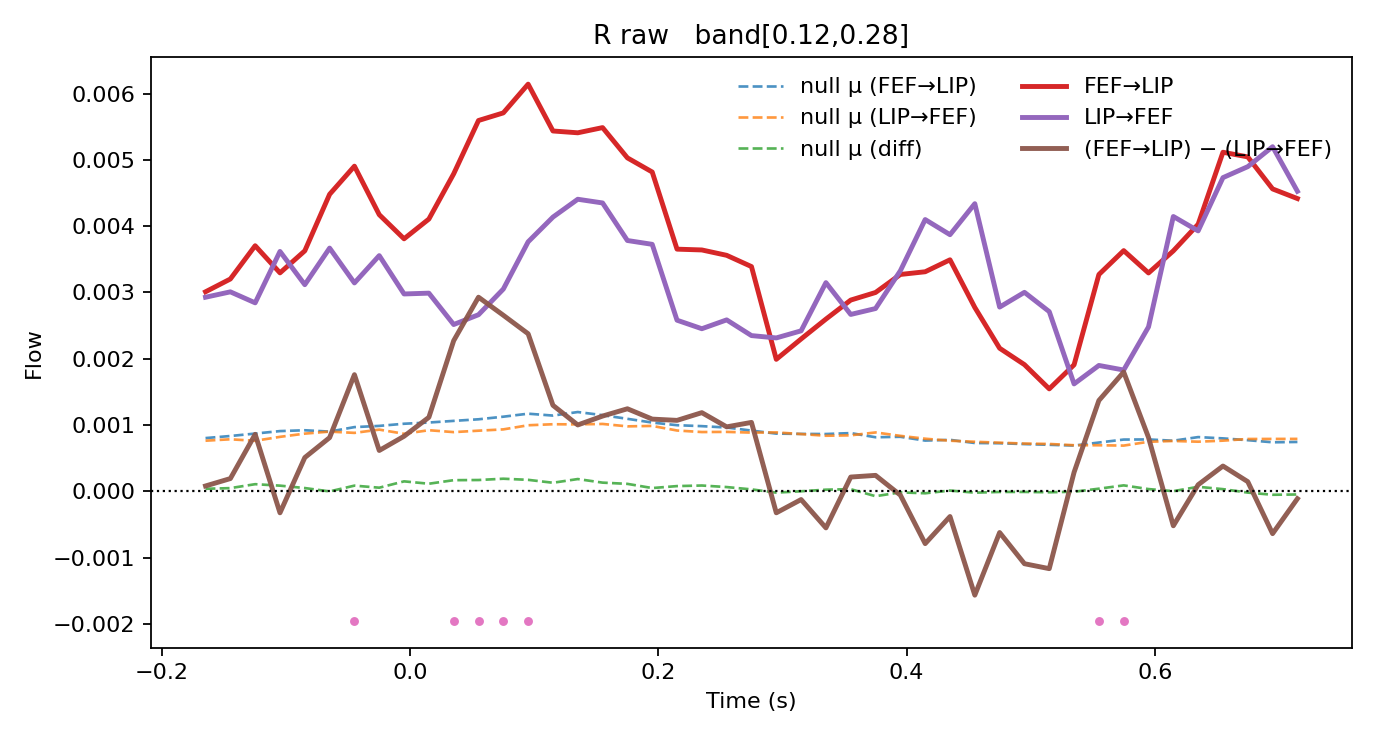 R raw   band[0.12,0.28]
null μ (FEF→LIP)
null μ (LIP→FEF)
null μ (diff)
FEF→LIP
LIP→FEF
(FEF→LIP) − (LIP→FEF)
Flow
0.006
0.005
0.004
0.003
0.002
0.001
0.000
−0.001
−0.002
−0.2
0.0
0.2
0.4
0.6
Time (s)